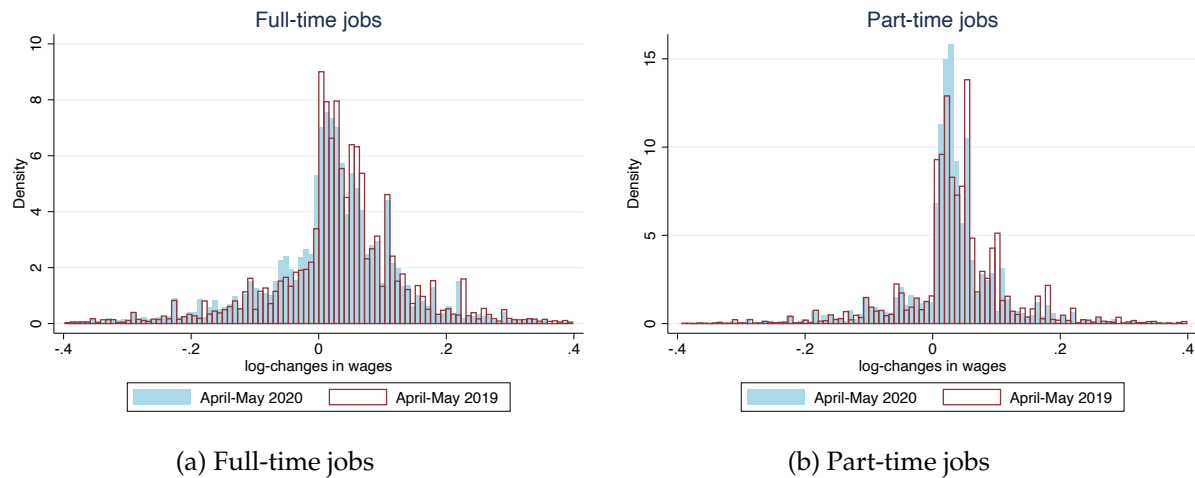 Full-time jobs
Density
10
8
6
4
2
0
-.4 -.2 0 .2 .4
log-changes in wages
April-May 2020 April-May 2019
(a) Full-time jobs
Part-time jobs
Density
15
10
5
0
-.4 -.2 0 .2 .4
log-changes in wages
April-May 2020 April-May 2019
(b) Part-time jobs